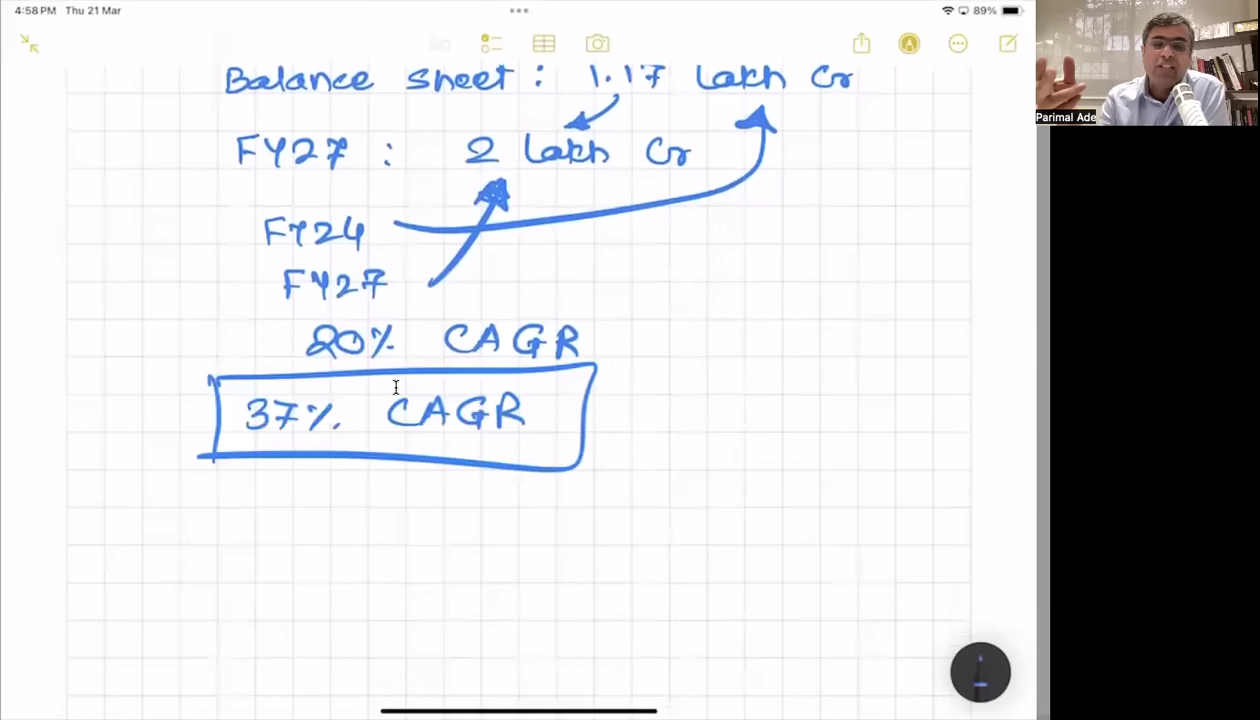 4:58 PM Thu 21 Mar
89%
Balance Sheet : 1.17 Lakh Cr
FY27 : 2 Lakh Cr
FY24
FY27
20% CAGR
37% CAGR
Parimal Ade